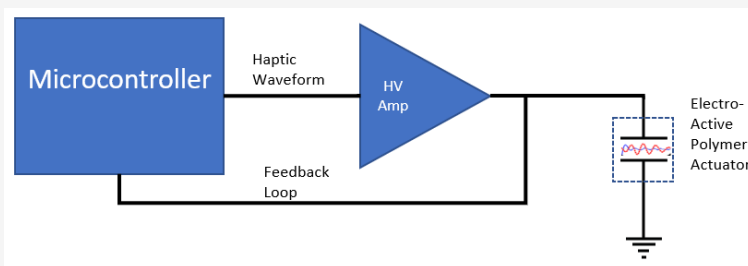 Microcontroller
Haptic
Waveform
HV
Amp
Feedback
Loop
Electro-
Active
Polymer
Actuator